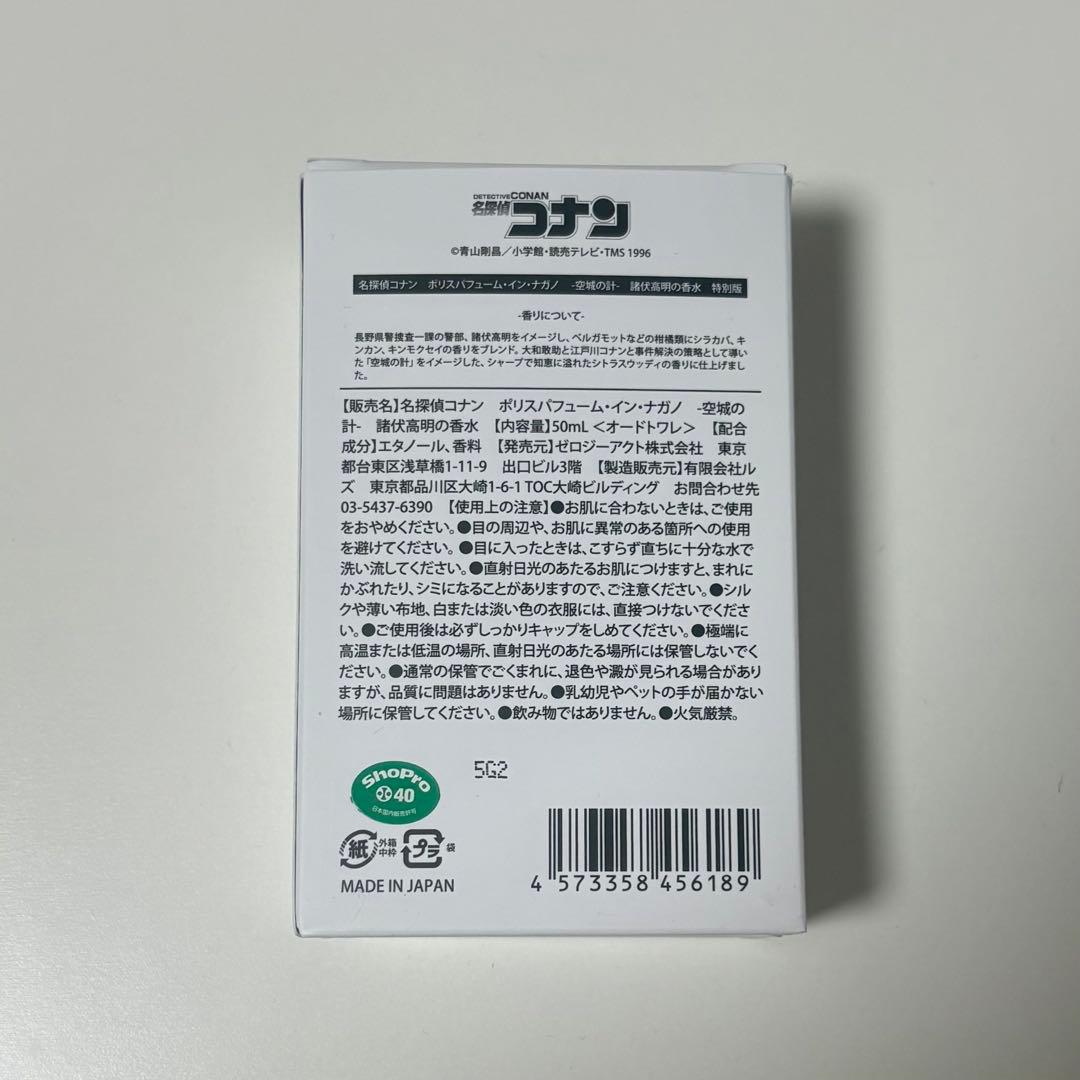 DETECTIVE CONAN
名探偵コナン
©青山剛昌／小学館・読売テレビ・TMS 1996
名探偵コナン　ポリスパフューム・イン・ナガノ　-空城の計-　諸伏高明の香水　特別版
-香りについて-
長野県警捜査一課の警部、諸伏高明をイメージし、ベルガモットなどの柑橘類にシラカバ、キ
ンカン、キンモクセイの香りをブレンド。大和敢助と江戸川コナンと事件解決の策略として導い
た「空城の計」をイメージした、シャープで知恵に溢れたシトラスウッディの香りに仕上げまし
た。
【販売名】名探偵コナン　ポリスパフューム・イン・ナガノ　-空城の
計-　諸伏高明の香水　【内容量】50mL＜オードトワレ＞　【配合
成分】エタノール、香料　【発売元】ゼロジーアクト株式会社　東京
都台東区浅草橋1-11-9　出口ビル3階　【製造販売元】有限会社ル
ズ　東京都品川区大崎1-6-1 TOC大崎ビルディング　お問合わせ先
03-5437-6390　【使用上の注意】●お肌に合わないときは、ご使用
をおやめください。●目の周辺や、お肌に異常のある箇所への使用
を避けてください。●目に入ったときは、こすらず直ちに十分な水で
洗い流してください。●直射日光のあたるお肌につけますと、まれに
かぶれたり、シミになることがありますので、ご注意ください。●シル
クや薄い布地、白または淡い色の衣服には、直接つけないでくださ
い。●ご使用後は必ずしっかりキャップをしめてください。●極端に
高温または低温の場所、直射日光のあたる場所には保管しないでく
ださい。●通常の保管でごくまれに、退色や澱が見られる場合があり
ますが、品質に問題はありません。●乳幼児やペットの手が届かない
場所に保管してください。●飲み物ではありません。●火気厳禁。
ShoPro
40
日本国内販売許可
5G2
紙 外箱 中枠 プラ 袋
MADE IN JAPAN
4 573358 456189